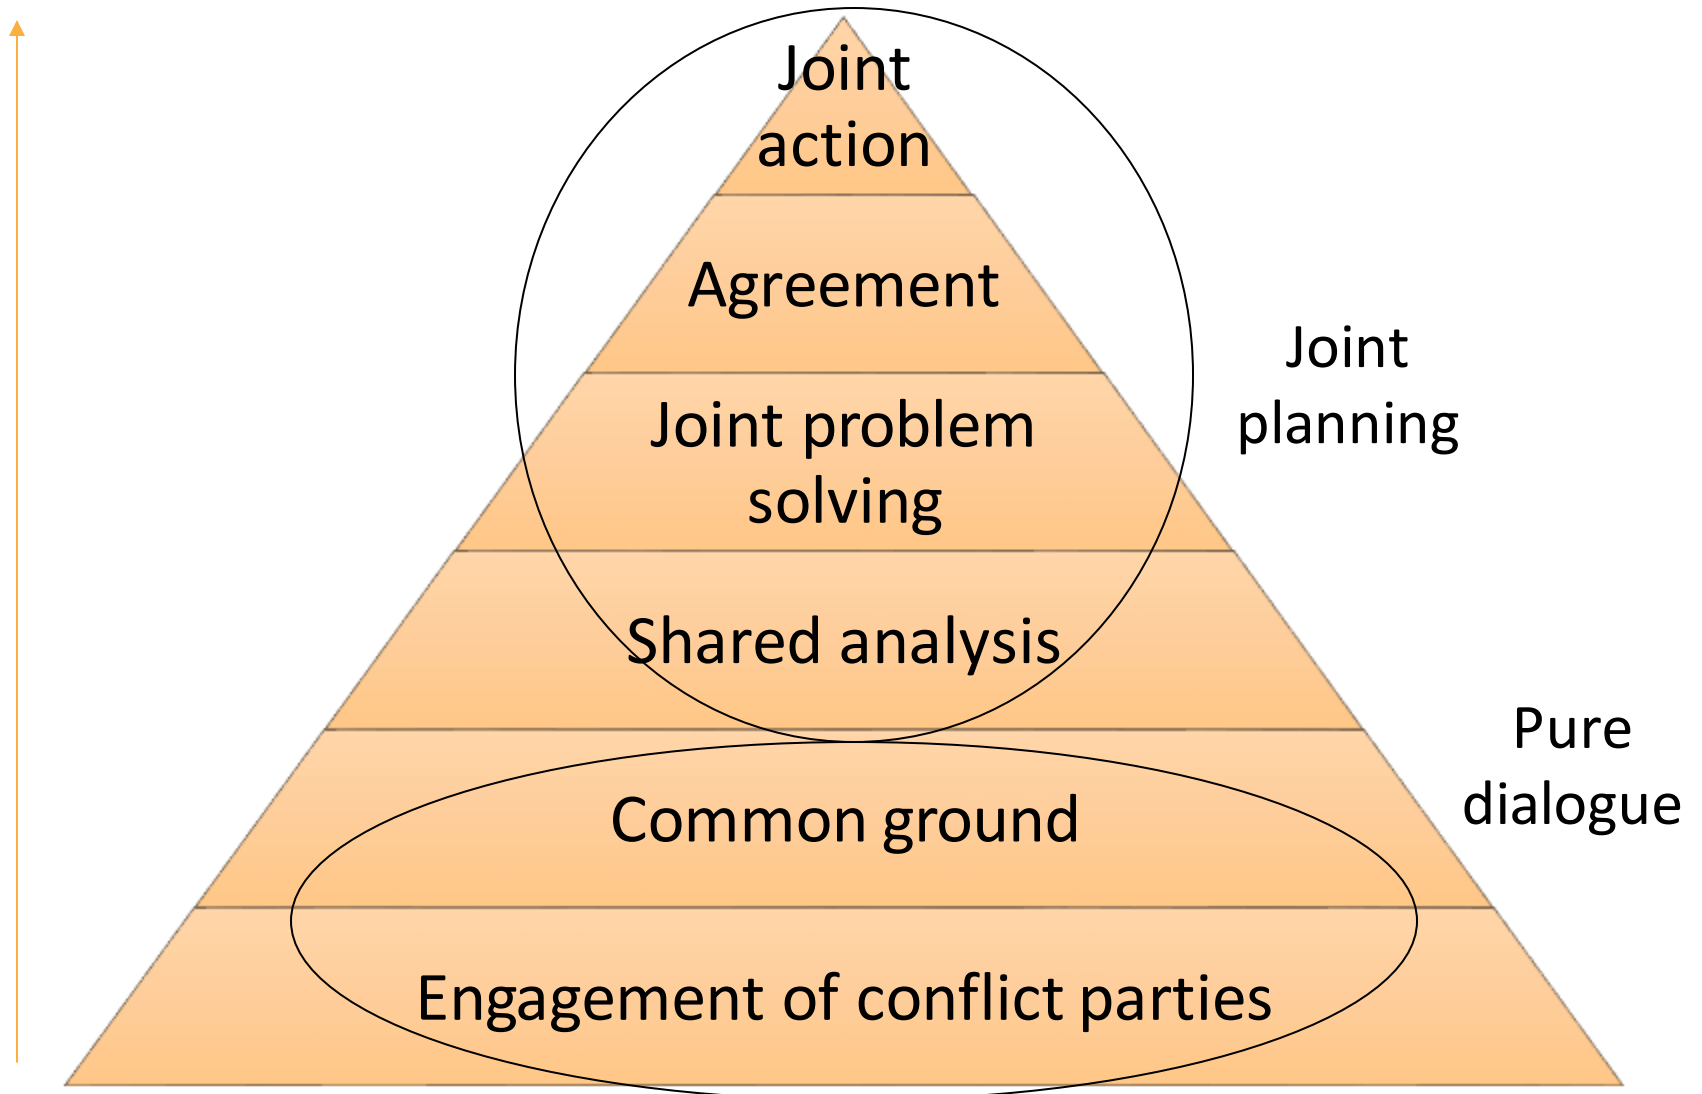 Joint
action
Agreement
Joint problem
solving
Joint
planning
Shared analysis
Common ground
Pure
dialogue
Engagement of conflict parties